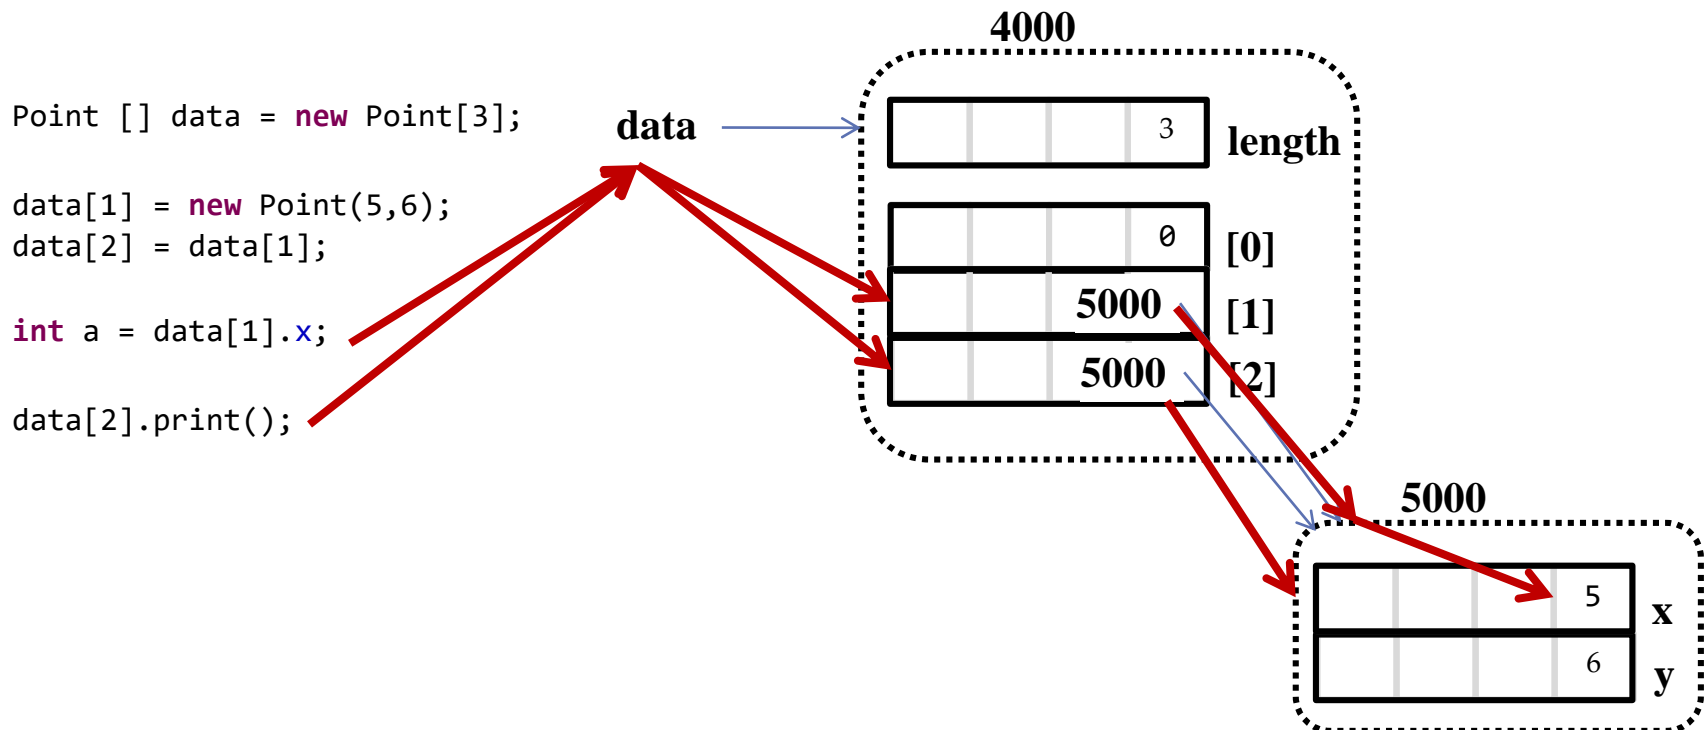 4000
Point [] data = new Point[3];
data
3
length
data[1] = new Point(5,6);
data[2] = data[1];
0
[0]
int a = data[1].x;
5000
[1]
5000
[2]
data[2].print();
5000
5
x
6
y